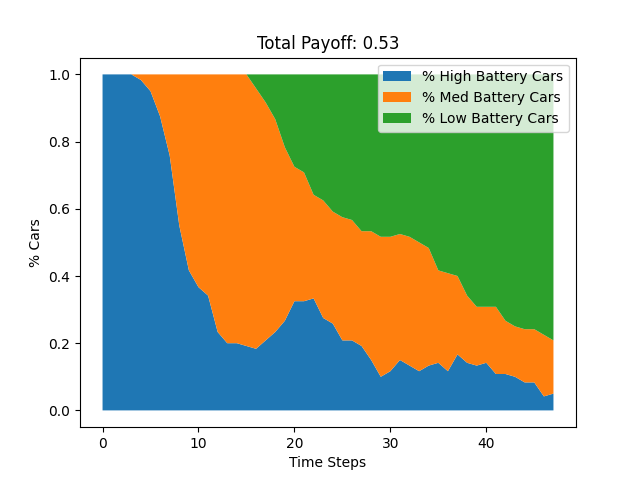 Total Payoff: 0.53
% High Battery Cars
% Med Battery Cars
% Low Battery Cars
1.0
0.8
0.6
0.4
0.2
0.0
% Cars
0 10 20 30 40
Time Steps